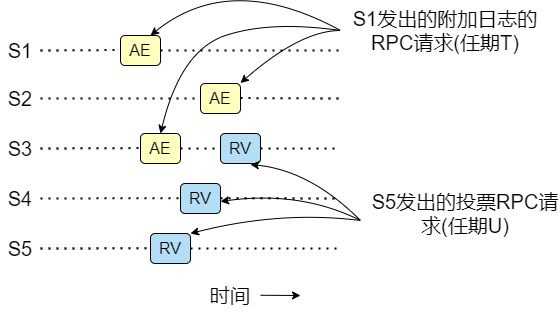 S1发出的附加日志的
RPC请求(任期T)
S1
AE
S2
AE
S3
AE
RV
S4
RV
S5发出的投票RPC请
求(任期U)
S5
RV
时间